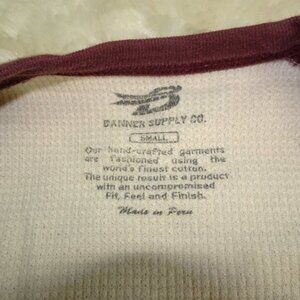 BANNER SUPPLY CO.
SMALL
Our hand-crafted garments
are fashioned using the
world's finest cotton.
The unique result is a product
with an uncompromised
Fit, Feel and Finish.
Made in Peru